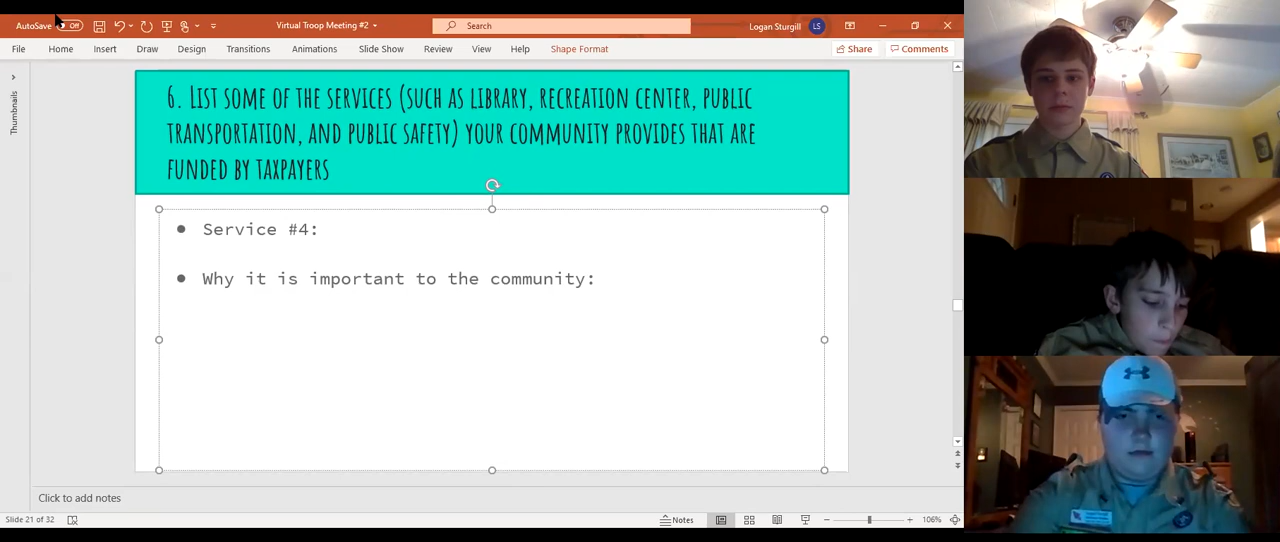 AutoSave Off Virtual Troop Meeting #2 Search Logan Sturgill LS
File Home Insert Draw Design Transitions Animations Slide Show Review View Help Shape Format Share Comments
Thumbnails
6. List some of the services (such as library, recreation center, public
transportation, and public safety) your community provides that are
funded by taxpayers
• Service #4:
• Why it is important to the community:
Click to add notes
Slide 21 of 32 Notes 106%